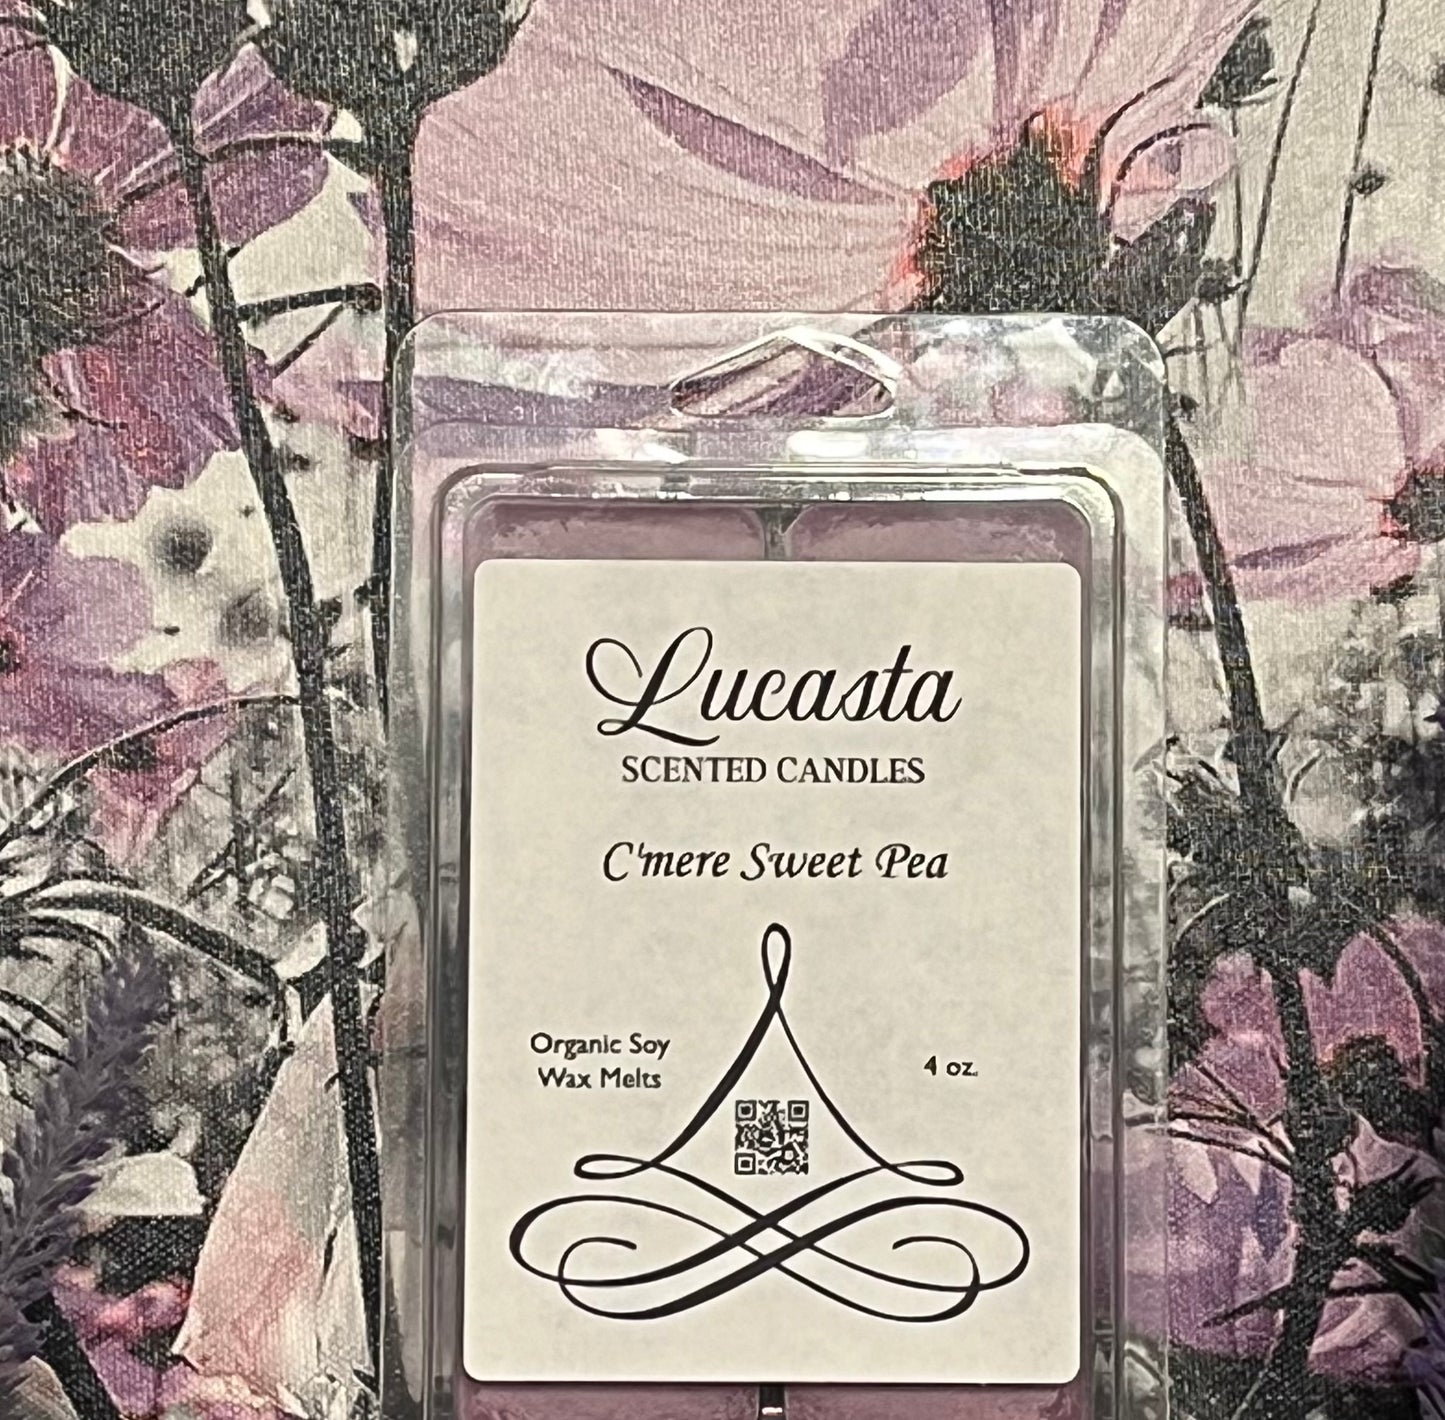 Lucasta
SCENTED CANDLES
C'mere Sweet Pea
Organic Soy
Wax Melts
4 oz.